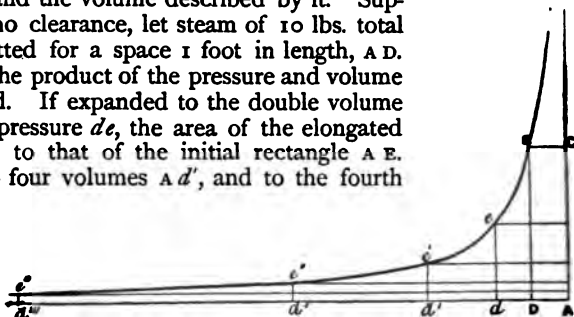 and the volume described by it. Sup-
no clearance, let steam of 10 lbs. total
tted for a space 1 foot in length, A D.
he product of the pressure and volume
d. If expanded to the double volume
pressure de, the area of the elongated
to that of the initial rectangle A E.
four volumes A d′, and to the fourth
e
e′
e″
d″
d′
d
D
A